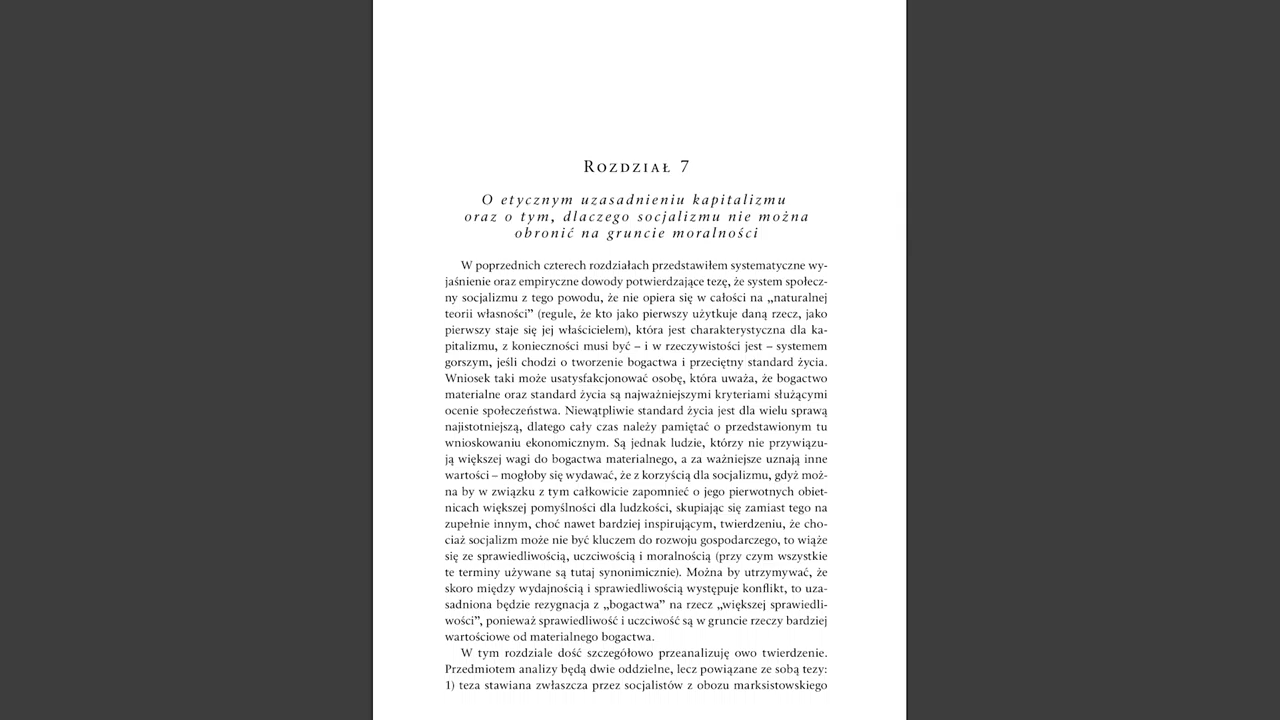 Rozdział 7
O etycznym uzasadnieniu kapitalizmu
oraz o tym, dlaczego socjalizmu nie można
obronić na gruncie moralności
W poprzednich czterech rozdziałach przedstawiłem systematyczne wy-
jaśnienie oraz empiryczne dowody potwierdzające tezę, że system społecz-
ny socjalizmu z tego powodu, że nie opiera się w całości na „naturalnej
teorii własności” (regule, że kto jako pierwszy użytkuje daną rzecz, jako
pierwszy staje się jej właścicielem), która jest charakterystyczna dla ka-
pitalizmu, z konieczności musi być – i w rzeczywistości jest – systemem
gorszym, jeśli chodzi o tworzenie bogactwa i przeciętny standard życia.
Wniosek taki może usatysfakcjonować osobę, która uważa, że bogactwo
materialne oraz standard życia są najważniejszymi kryteriami służącymi
ocenie społeczeństwa. Niewątpliwie standard życia jest dla wielu sprawą
najistotniejszą, dlatego cały czas należy pamiętać o przedstawionym tu
wnioskowaniu ekonomicznym. Są jednak ludzie, którzy nie przywiązu-
ją większej wagi do bogactwa materialnego, a za ważniejsze uznają inne
wartości – mogłoby się wydawać, że z korzyścią dla socjalizmu, gdyż moż-
na by w związku z tym całkowicie zapomnieć o jego pierwotnych obiet-
nicach większej pomyślności dla ludzkości, skupiając się zamiast tego na
zupełnie innym, choć nawet bardziej inspirującym, twierdzeniu, że cho-
ciaż socjalizm może nie być kluczem do rozwoju gospodarczego, to wiąże
się ze sprawiedliwością, uczciwością i moralnością (przy czym wszystkie
te terminy używane są tutaj synonimicznie). Można by utrzymywać, że
skoro między wydajnością i sprawiedliwością występuje konflikt, to uza-
sadniona będzie rezygnacja z „bogactwa” na rzecz „większej sprawiedli-
wości”, ponieważ sprawiedliwość i uczciwość są w gruncie rzeczy bardziej
wartościowe od materialnego bogactwa.
W tym rozdziale dość szczegółowo przeanalizuję owo twierdzenie.
Przedmiotem analizy będą dwie oddzielne, lecz powiązane ze sobą tezy:
1) teza stawiana zwłaszcza przez socjalistów z obozu marksistowskiego